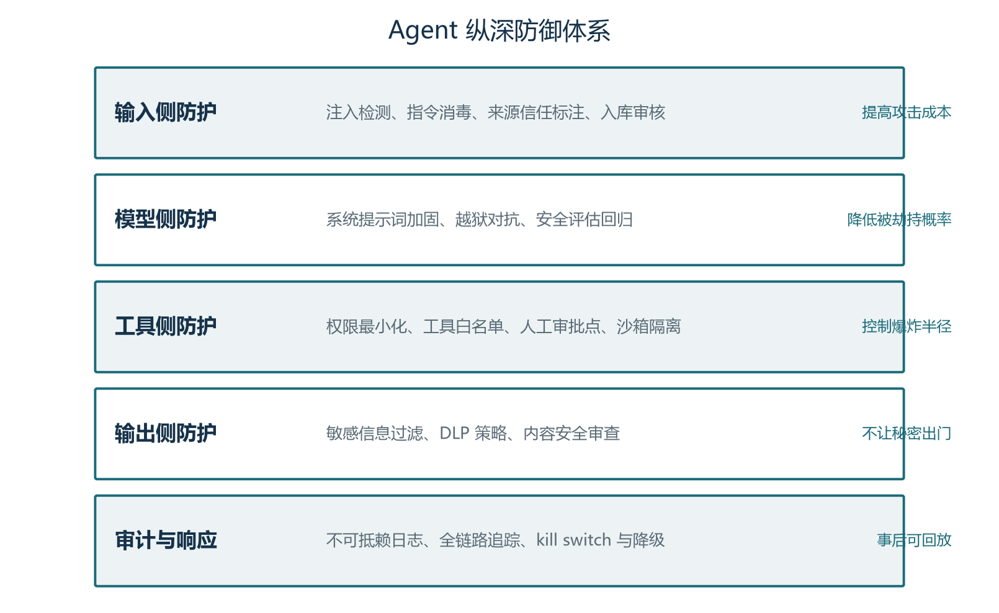 Agent 纵深防御体系
输入侧防护 注入检测、指令消毒、来源信任标注、入库审核 提高攻击成本
模型侧防护 系统提示词加固、越狱对抗、安全评估回归 降低被劫持概率
工具侧防护 权限最小化、工具白名单、人工审批点、沙箱隔离 控制爆炸半径
输出侧防护 敏感信息过滤、DLP 策略、内容安全审查 不让秘密出门
审计与响应 不可抵赖日志、全链路追踪、kill switch 与降级 事后可回放